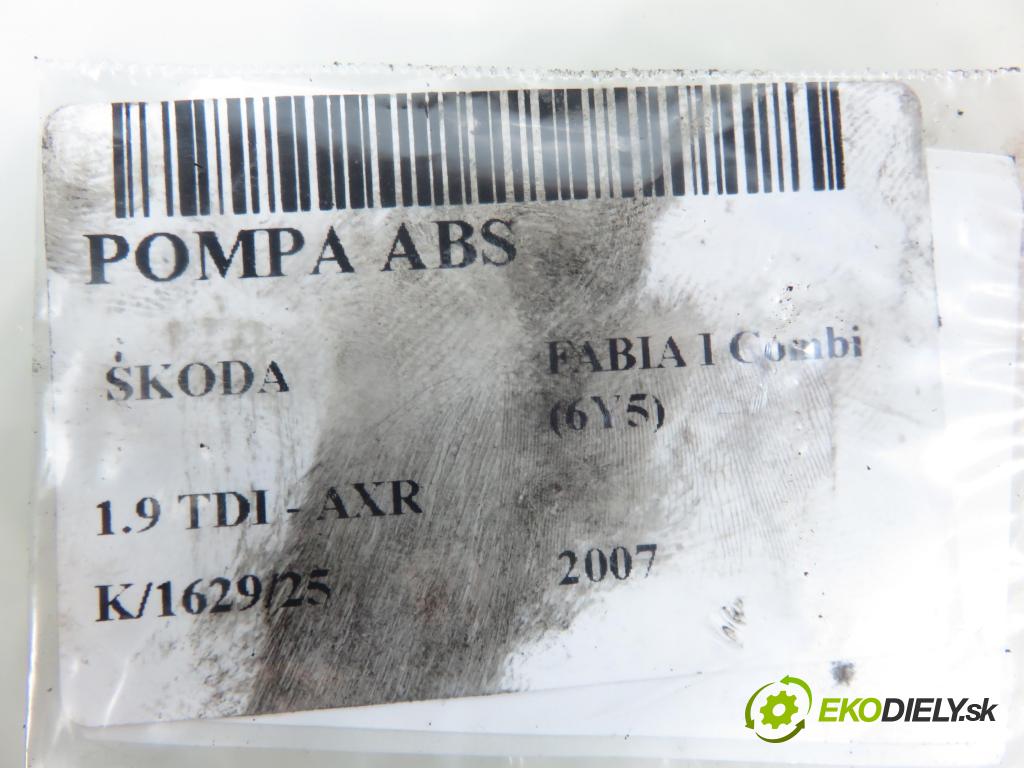 POMPA ABS
ŠKODA
FABIA I Combi
(6Y5)
1.9 TDI - AXR
K/1629/25
2007
EKODIELY.sk